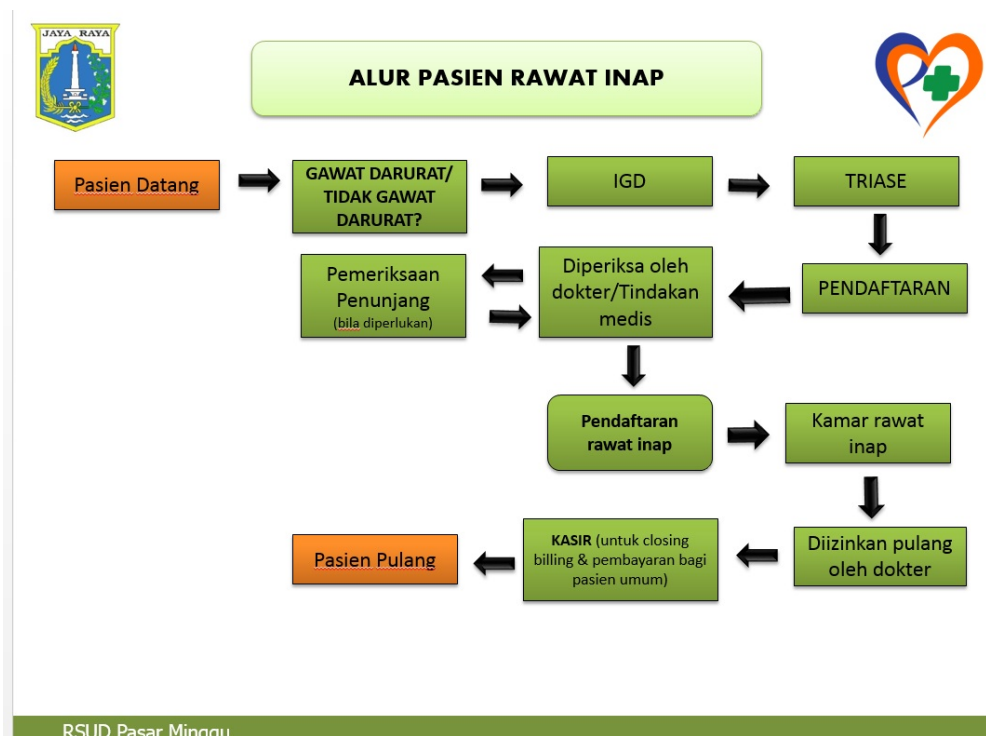 JAYA RAYA
ALUR PASIEN RAWAT INAP
Pasien Datang
GAWAT DARURAT/
TIDAK GAWAT
DARURAT?
IGD
TRIASE
Pemeriksaan
Penunjang
(bila diperlukan)
Diperiksa oleh
dokter/Tindakan
medis
PENDAFTARAN
Pendaftaran
rawat inap
Kamar rawat
inap
Pasien Pulang
KASIR (untuk closing
billing & pembayaran bagi
pasien umum)
Diizinkan pulang
oleh dokter
RSUD Pasar Minggu